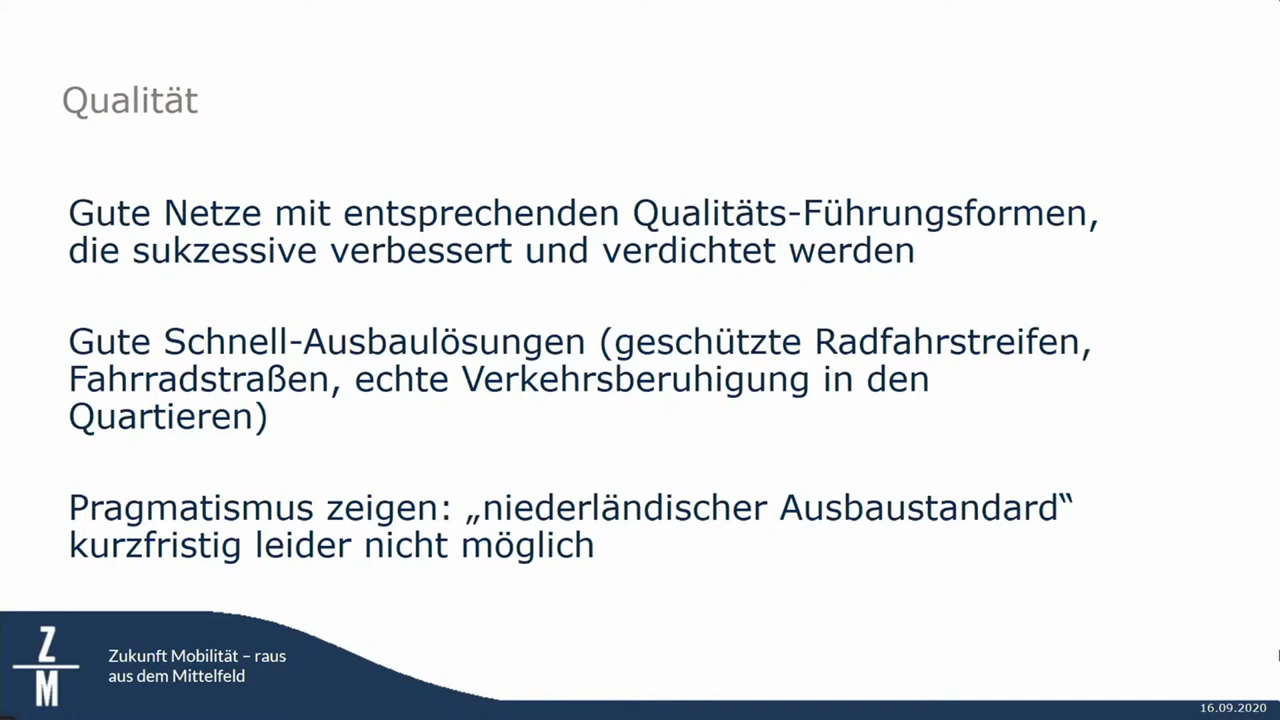 Qualität
Gute Netze mit entsprechenden Qualitäts-Führungsformen,
die sukzessive verbessert und verdichtet werden
Gute Schnell-Ausbaulösungen (geschützte Radfahrstreifen,
Fahrradstraßen, echte Verkehrsberuhigung in den
Quartieren)
Pragmatismus zeigen: „niederländischer Ausbaustandard“
kurzfristig leider nicht möglich
Z
M
Zukunft Mobilität – raus
aus dem Mittelfeld
16.09.2020